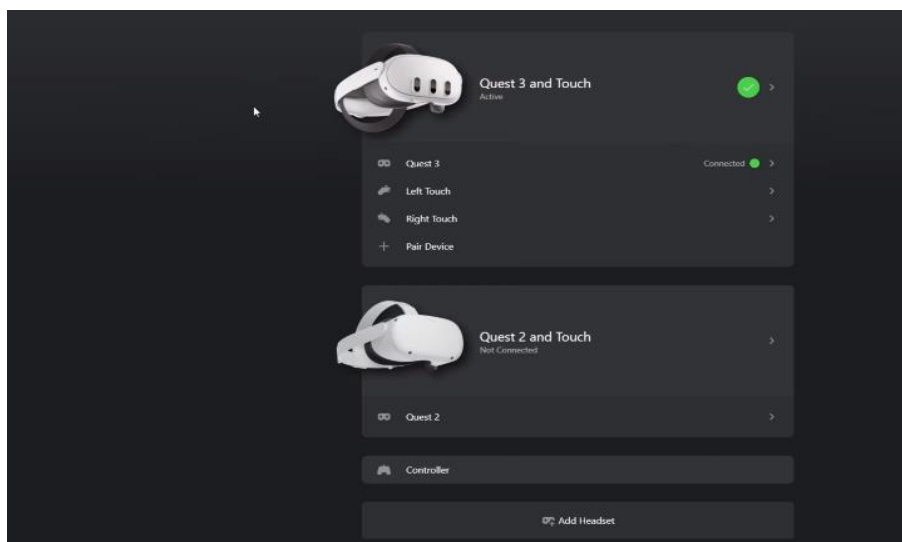 Quest 3 and Touch
Active
Quest 3
Connected
Left Touch
Right Touch
Pair Device
Quest 2 and Touch
Not Connected
Quest 2
Controller
Add Headset